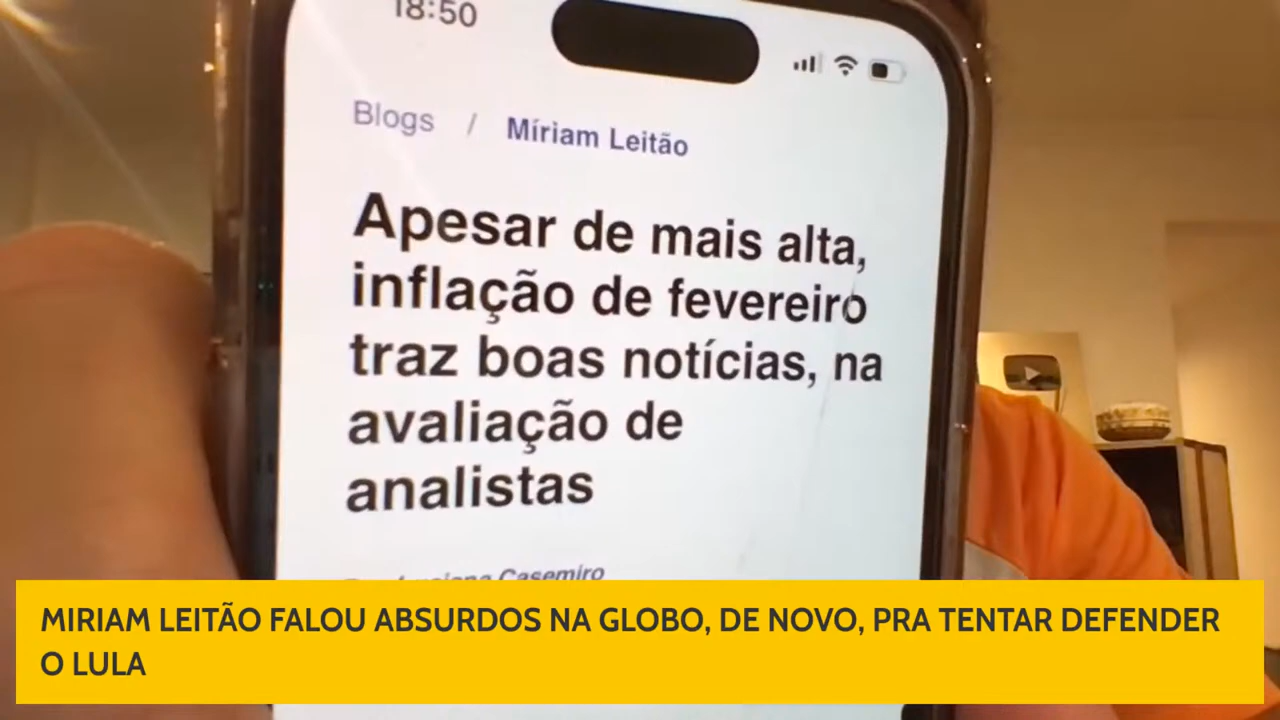 18:50
Blogs / Míriam Leitão
Apesar de mais alta,
inflação de fevereiro
traz boas notícias, na
avaliação de
analistas
Casemiro
MIRIAM LEITÃO FALOU ABSURDOS NA GLOBO, DE NOVO, PRA TENTAR DEFENDER
O LULA